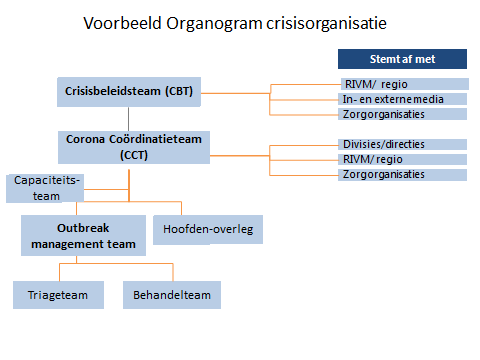 Voorbeeld Organogram crisisorganisatie
Stemt af met
Crisisbeleidsteam (CBT)
RIVM/ regio
In- en externe media
Zorgorganisaties
Corona Coördinatieteam
(CCT)
Divisies/directies
RIVM/regio
Zorgorganisaties
Capaciteits-
team
Outbreak
management team
Hoofden-overleg
Triageteam
Behandelteam